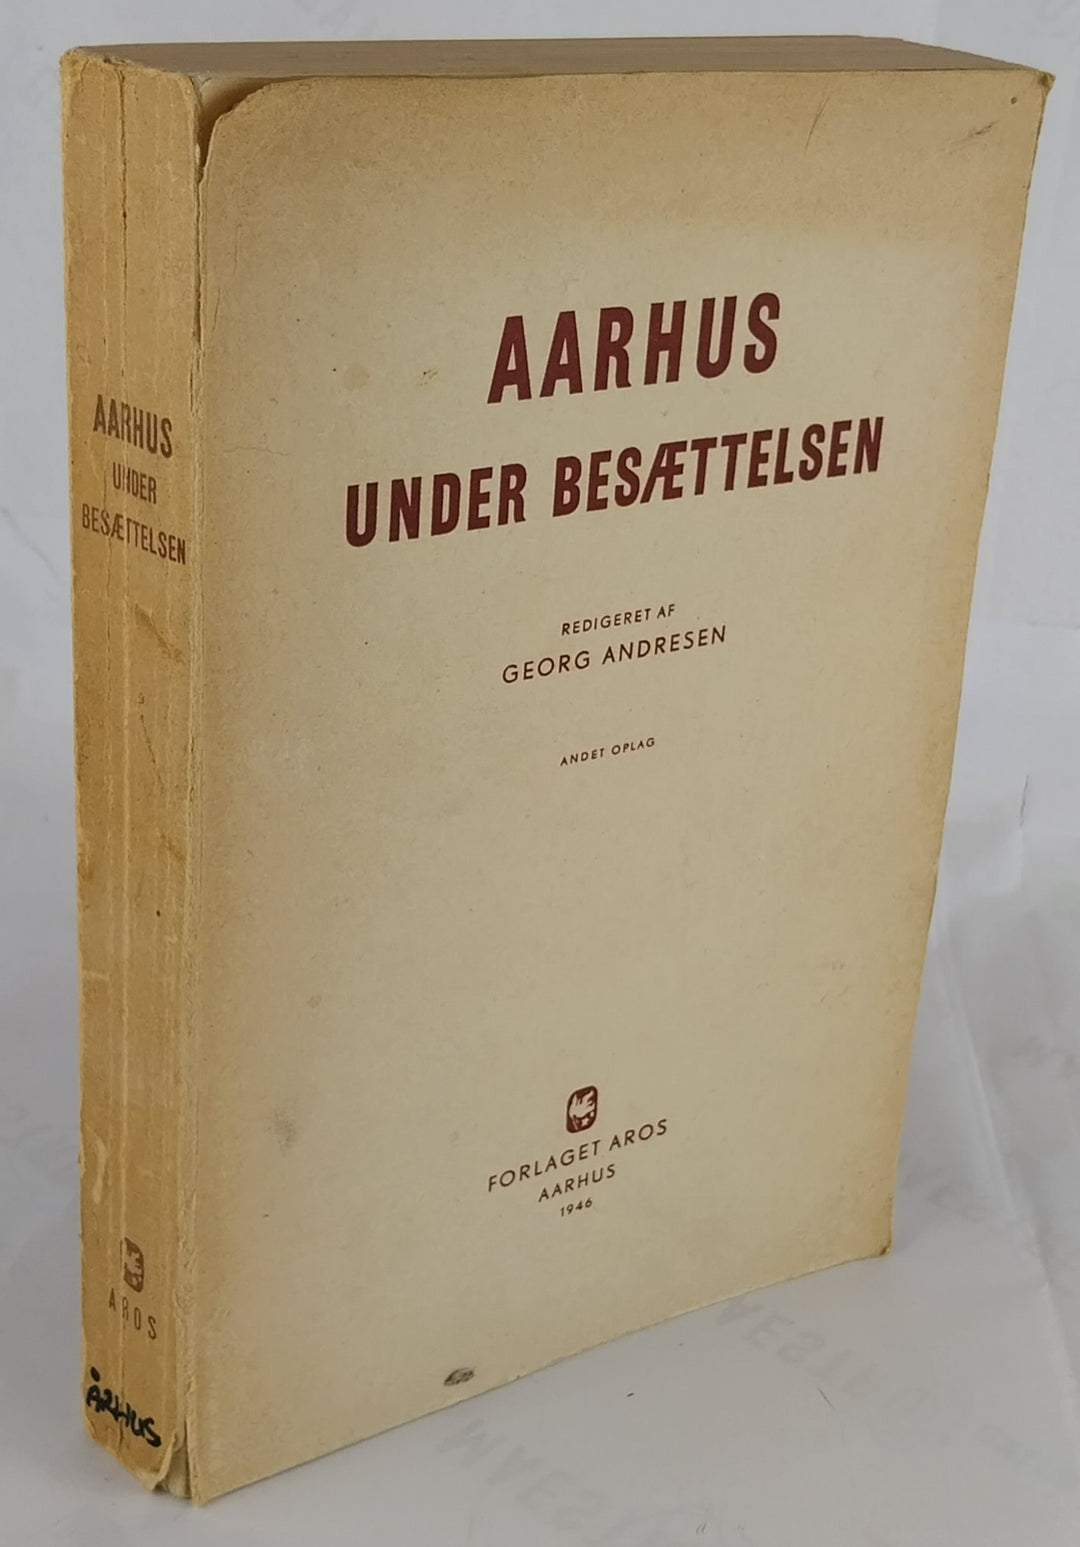 AARHUS
UNDER BESÆTTELSEN
REDIGERET AF
GEORG ANDRESEN
ANDET OPLAG
FORLAGET AROS
AARHUS
1946
AARHUS
UNDER
BESÆTTELSEN
AROS
ÅRHUS